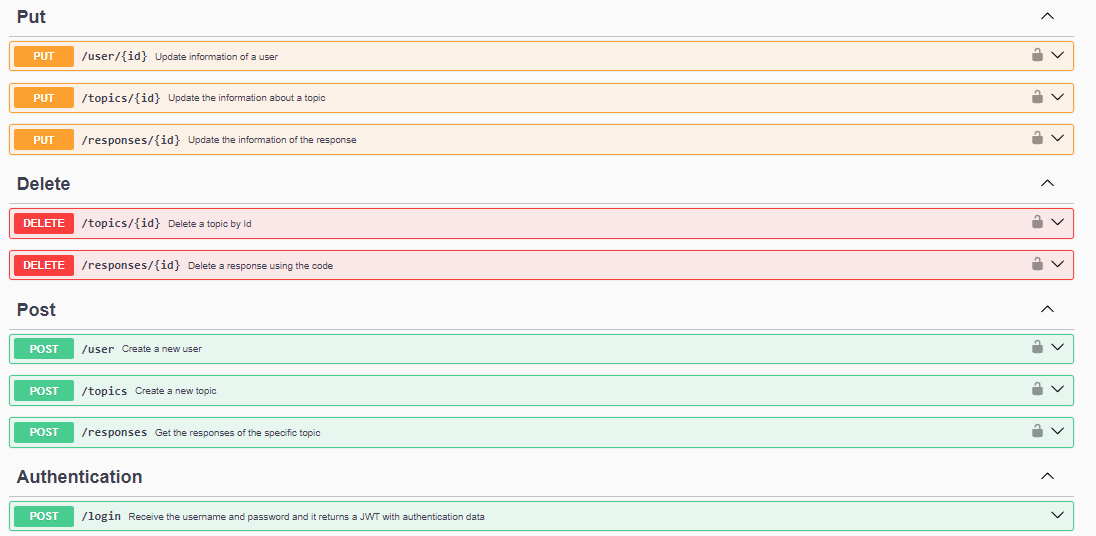 Put
PUT /user/{id} Update information of a user
PUT /topics/{id} Update the information about a topic
PUT /responses/{id} Update the information of the response
Delete
DELETE /topics/{id} Delete a topic by Id
DELETE /responses/{id} Delete a response using the code
Post
POST /user Create a new user
POST /topics Create a new topic
POST /responses Get the responses of the specific topic
Authentication
POST /login Receive the username and password and it returns a JWT with authentication data